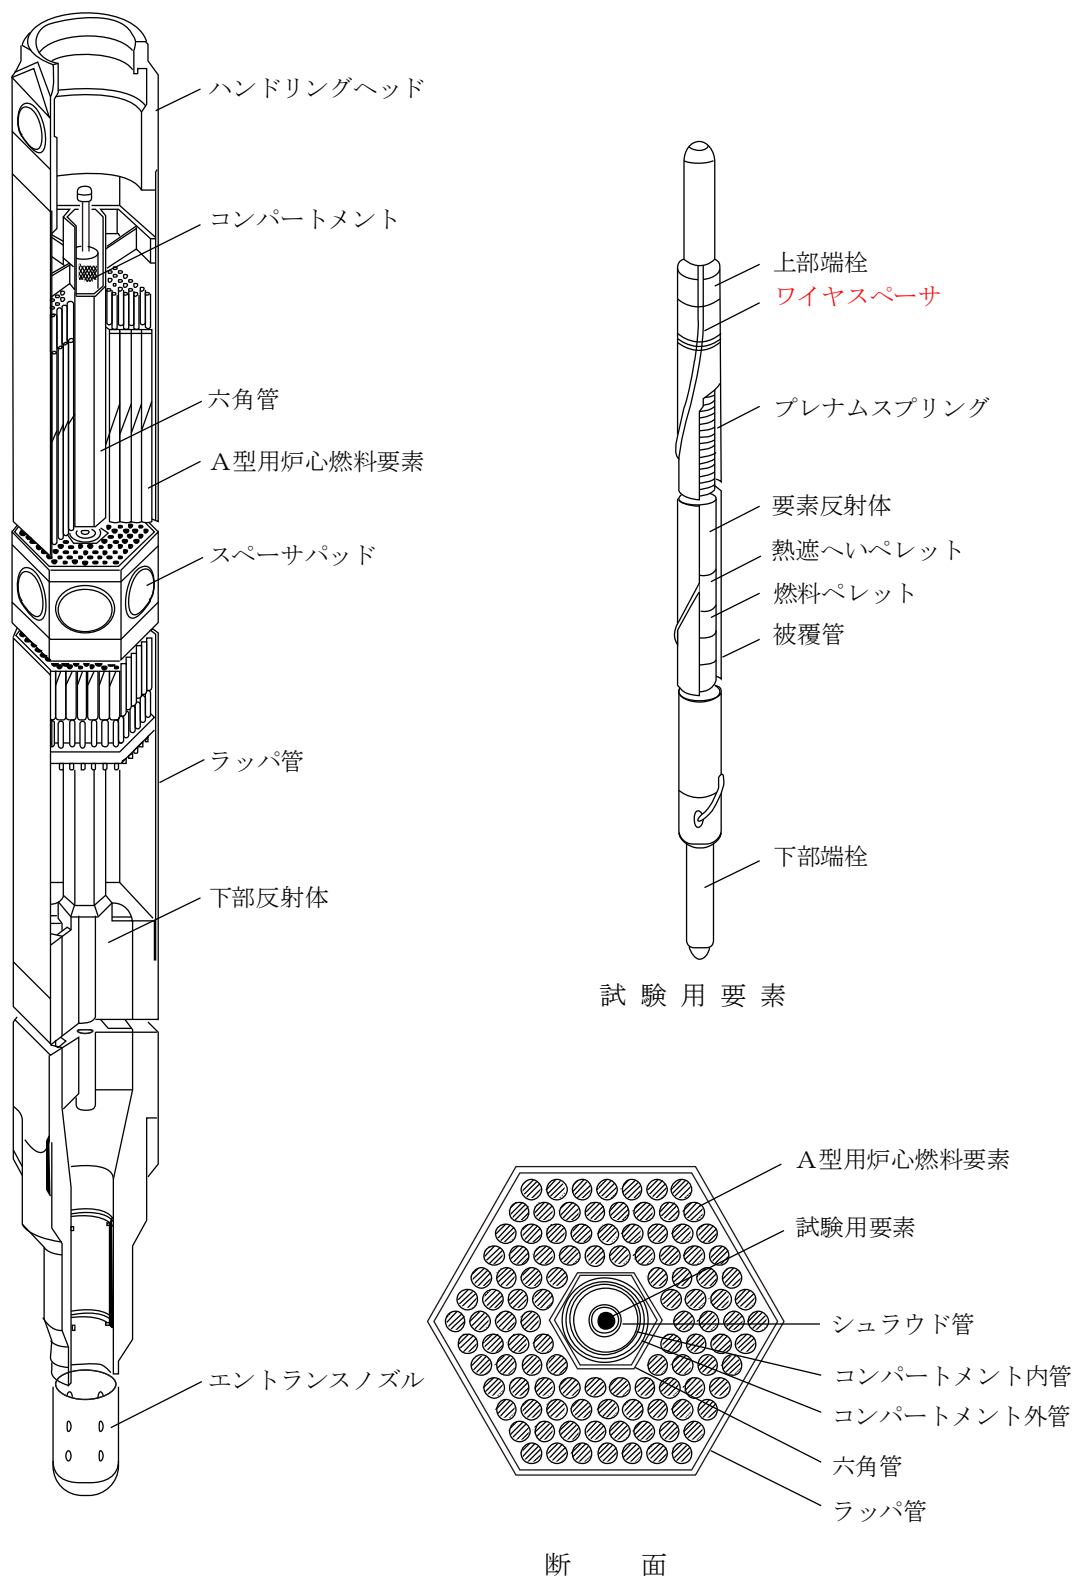 ハンドリングヘッド
コンパートメント
六角管
A型用炉心燃料要素
スペーサパッド
ラッパ管
下部反射体
エントランスノズル
上部端栓
ワイヤスペーサ
プレナムスプリング
要素反射体
熱遮へいペレット
燃料ペレット
被覆管
下部端栓
試験用要素
A型用炉心燃料要素
試験用要素
シュラウド管
コンパートメント内管
コンパートメント外管
六角管
ラッパ管
断面